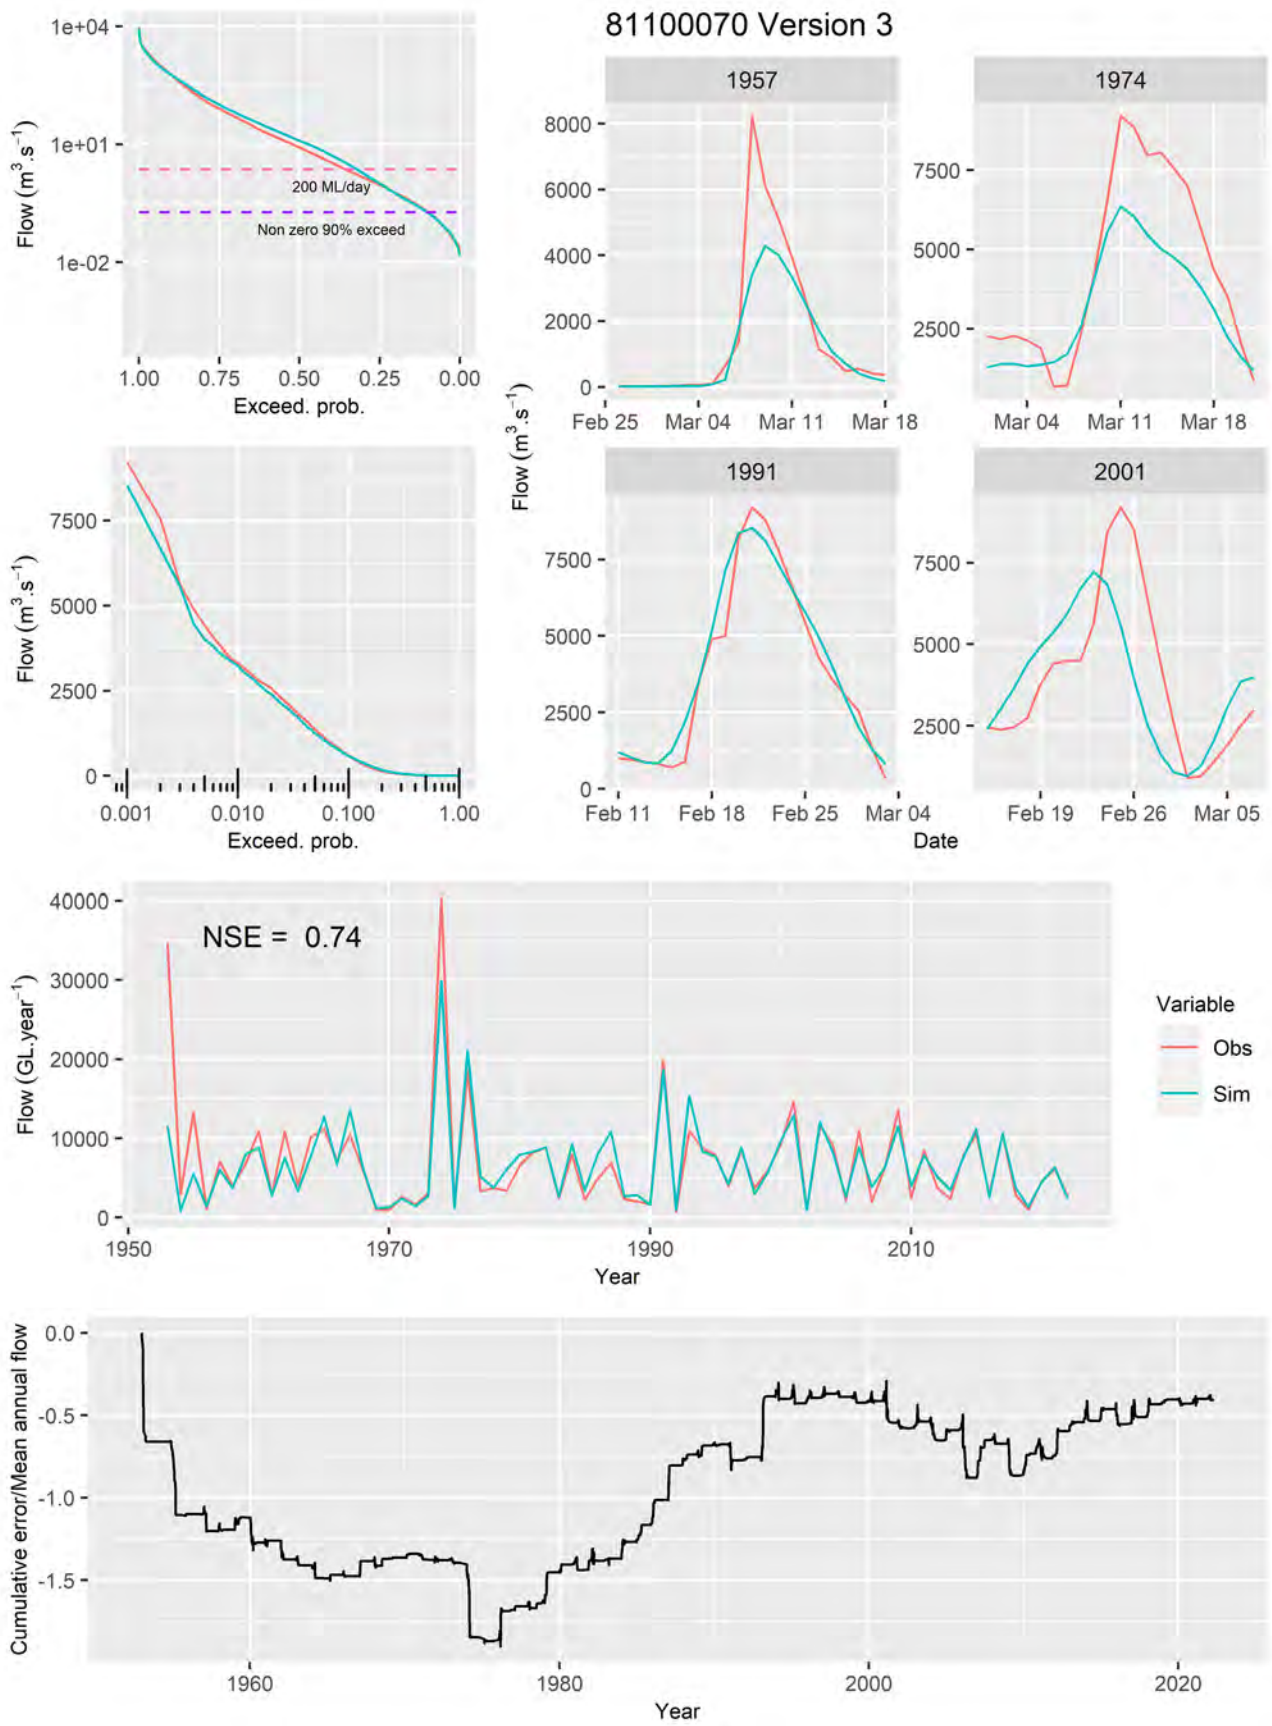 81100070 Version 3
1e+04
1e+01
1e-02
Flow (m³.s⁻¹)
200 ML/day
Non zero 90% exceed
1.00 0.75 0.50 0.25 0.00
Exceed. prob.
7500
5000
2500
0
Flow (m³.s⁻¹)
0.001 0.010 0.100 1.00
Exceed. prob.
Flow (m³.s⁻¹)
1957
8000
6000
4000
2000
0
Feb 25 Mar 04 Mar 11 Mar 18
1974
7500
5000
2500
Mar 04 Mar 11 Mar 18
1991
7500
5000
2500
0
Feb 11 Feb 18 Feb 25 Mar 04
2001
7500
5000
2500
Feb 19 Feb 26 Mar 05
Date
NSE = 0.74
40000
30000
20000
10000
0
Flow (GL.year⁻¹)
1950 1970 1990 2010
Year
Variable
Obs
Sim
0.0
-0.5
-1.0
-1.5
Cumulative error/Mean annual flow
1960 1980 2000 2020
Year